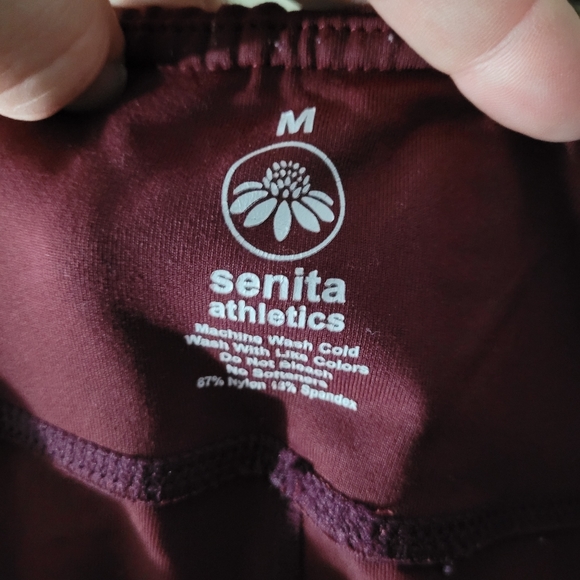 M
senita
athletics
Machine Wash Cold
Wash With Like Colors
Do Not Bleach
No Softeners
87% Nylon 13% Spandex